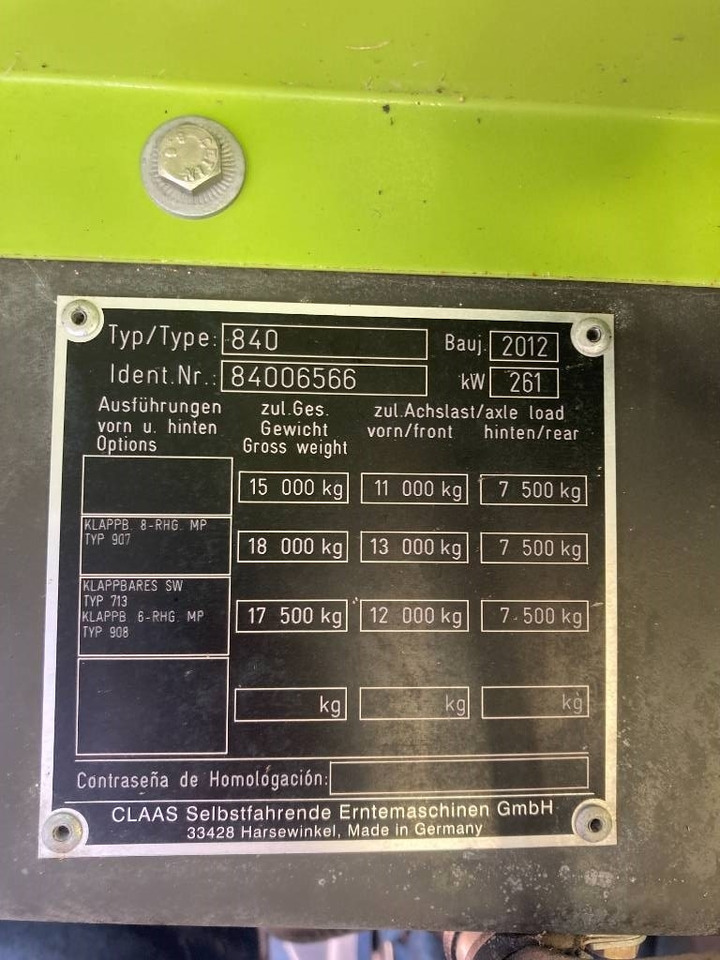 Typ/Type: 840 Bauj. 2012
Ident.Nr.: 84006566 kW 261
Ausführungen vorn u. hinten Options
zul.Ges. Gewicht Gross weight
zul.Achslast/axle load
vorn/front hinten/rear
15 000 kg 11 000 kg 7 500 kg
KLAPPB. 8-RHG. MP
TYP 907
18 000 kg 13 000 kg 7 500 kg
KLAPPBARES SW
TYP 713
KLAPPB. 6-RHG. MP
TYP 908
17 500 kg 12 000 kg 7 500 kg
kg kg kg
Contraseña de Homologación:
CLAAS Selbstfahrende Erntemaschinen GmbH
33428 Harsewinkel, Made in Germany